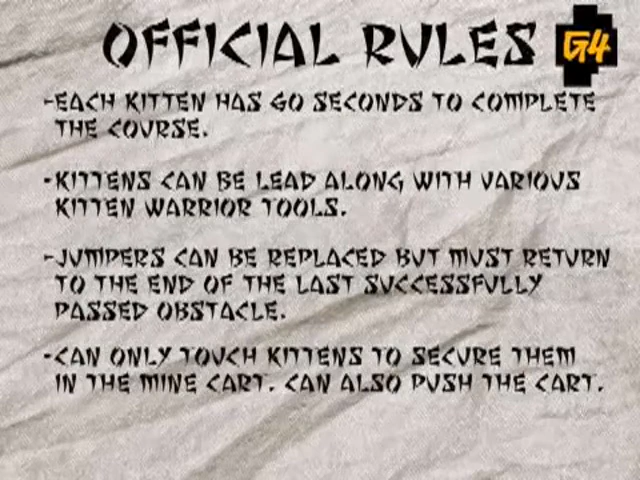 OFFICIAL RULES G4
-EACH KITTEN HAS 60 SECONDS TO COMPLETE
THE COURSE.
-KITTENS CAN BE LEAD ALONG WITH VARIOUS
KITTEN WARRIOR TOOLS.
-JUMPERS CAN BE REPLACED BUT MUST RETURN
TO THE END OF THE LAST SUCCESSFULLY
PASSED OBSTACLE.
-CAN ONLY TOUCH KITTENS TO SECURE THEM
IN THE MINE CART. CAN ALSO PUSH THE CART.